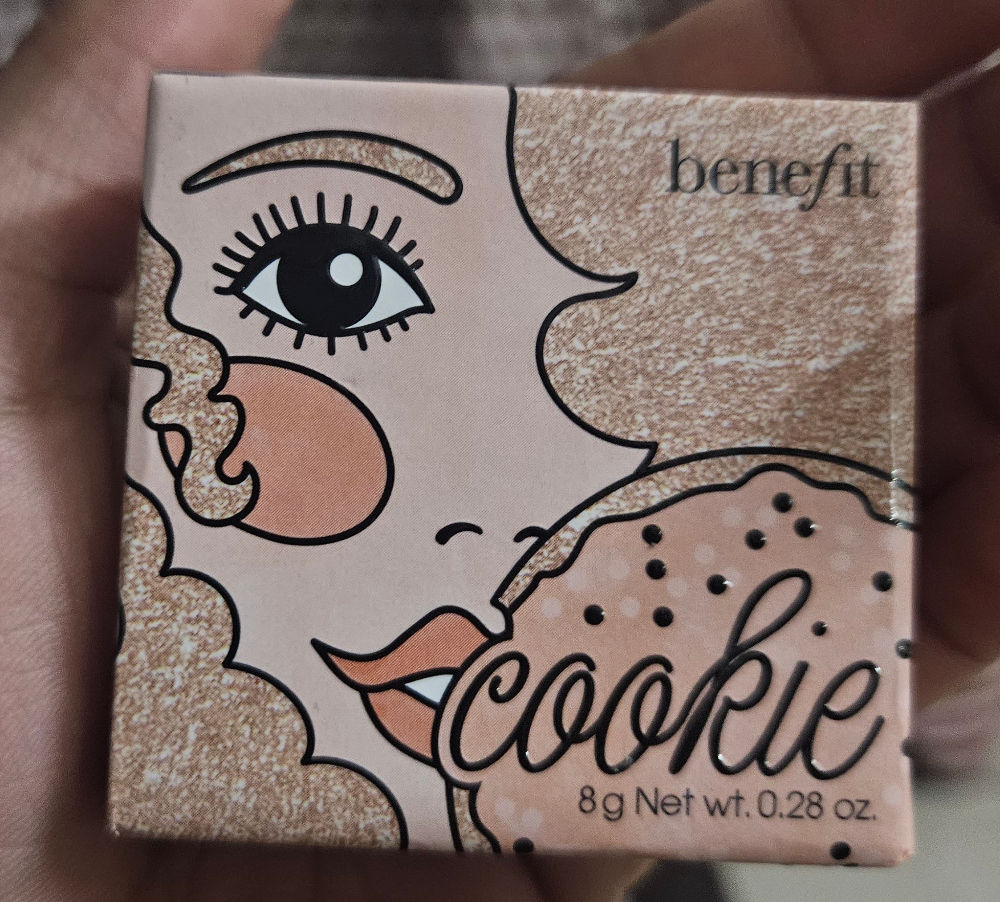 benefit
cookie
8g Net wt. 0.28 oz.